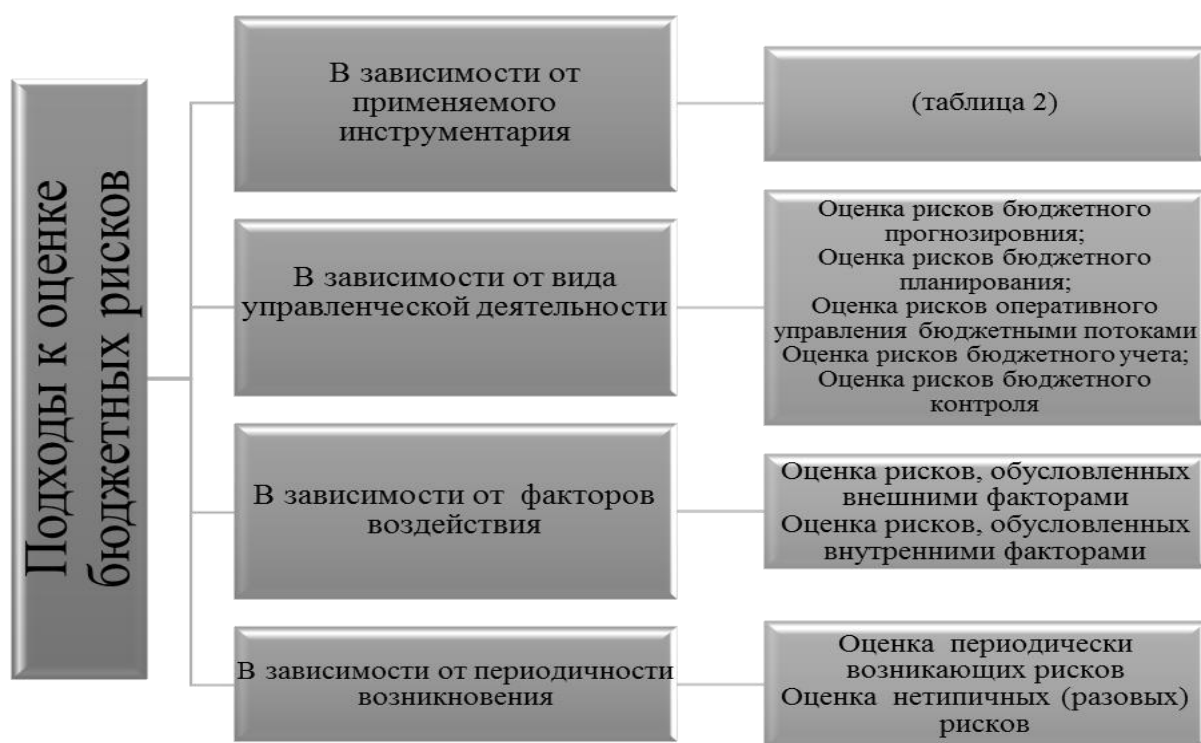 Подходы к оценке
бюджетных рисков
В зависимости от
применяемого
инструментария
(таблица 2)
В зависимости от вида
управленческой деятельности
Оценка рисков бюджетного
прогнозировния;
Оценка рисков бюджетного
планирования;
Оценка рисков оперативного
управления бюджетными потоками
Оценка рисков бюджетного учета;
Оценка рисков бюджетного
контроля
В зависимости от факторов
воздействия
Оценка рисков, обусловленных
внешними факторами
Оценка рисков, обусловленных
внутренними факторами
В зависимости от периодичности
возникновения
Оценка периодически
возникающих рисков
Оценка нетипичных (разовых)
рисков